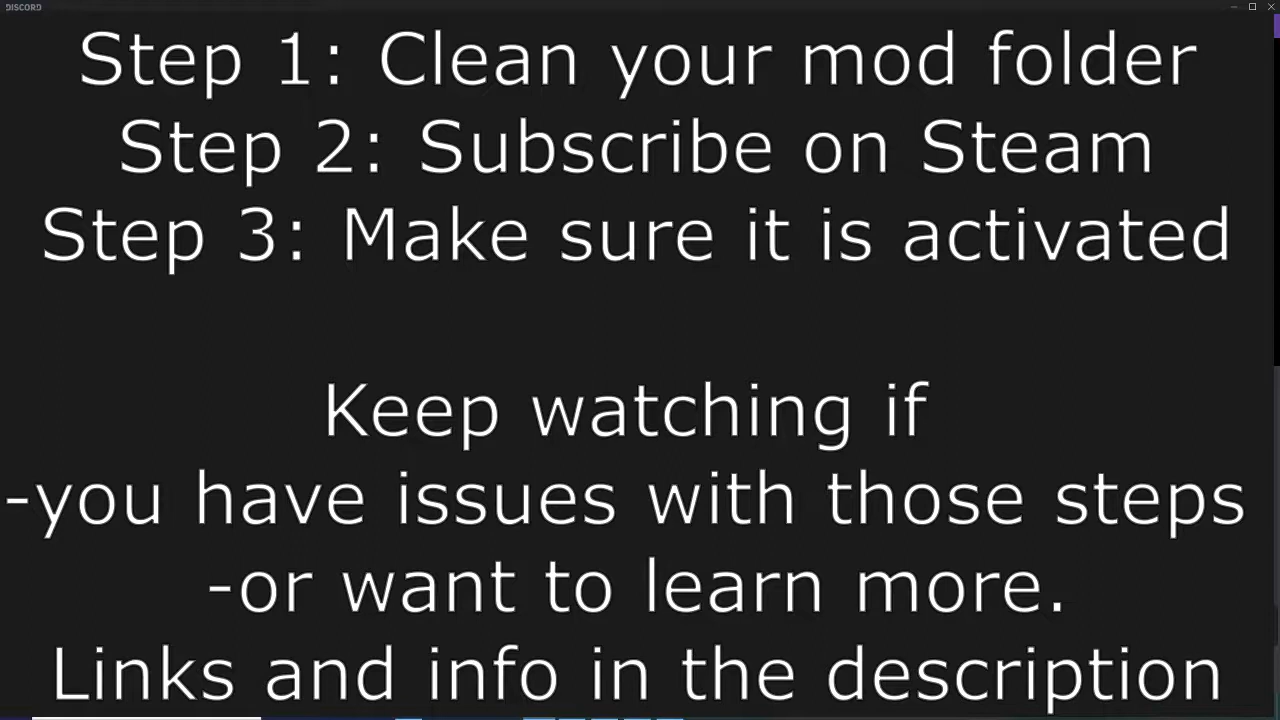 DISCORD
Step 1: Clean your mod folder
Step 2: Subscribe on Steam
Step 3: Make sure it is activated
Keep watching if
-you have issues with those steps
-or want to learn more.
Links and info in the description